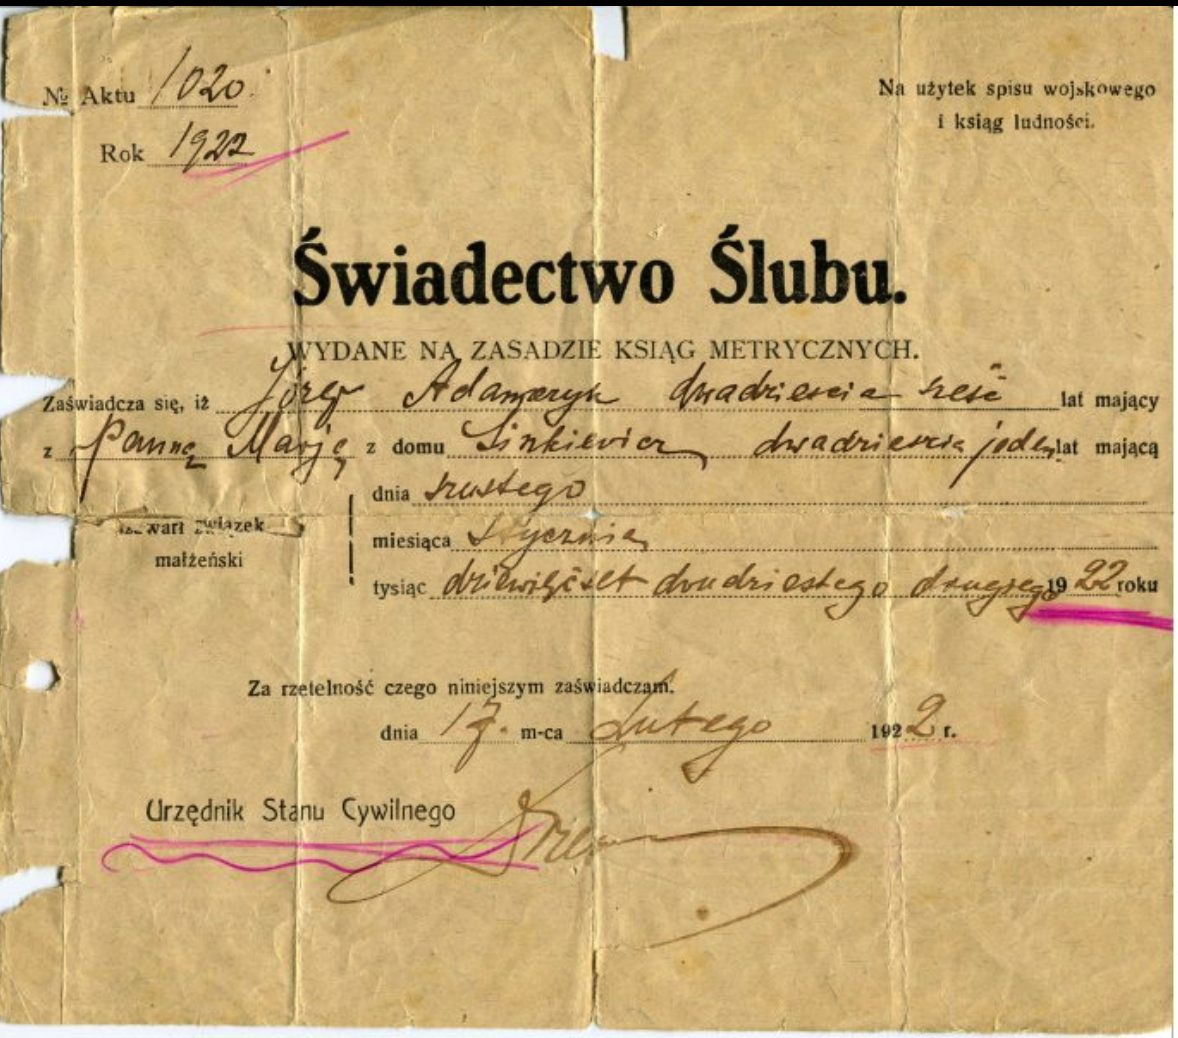 № Aktu 1020.
Rok 1922
Na użytek spisu wojskowego
i ksiąg ludności.
Świadectwo Ślubu.
WYDANE NA ZASADZIE KSIĄG METRYCZNYCH.
Zaświadcza się, iż Józef Adamczyk dwadzieścia sześć lat mający
z Panną Marją z domu Sinkiewicz dwadzieścia jeden lat mającą
zawarł związek
małżeński
dnia szustego
miesiąca Stycznia
tysiąc dziewięćset dwudziestego drugiego 1922 roku
Za rzetelność czego niniejszym zaświadczam.
dnia 17. m-ca Lutego 1922 r.
Urzędnik Stanu Cywilnego